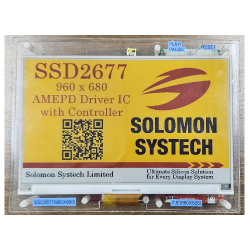 RESET
SSD2677
960 x 680
AMEPD Driver IC
with Controller
SOLOMON
SYSTECH
Solomon Systech Limited
Ultimate Silicon Solution
for Every Display System